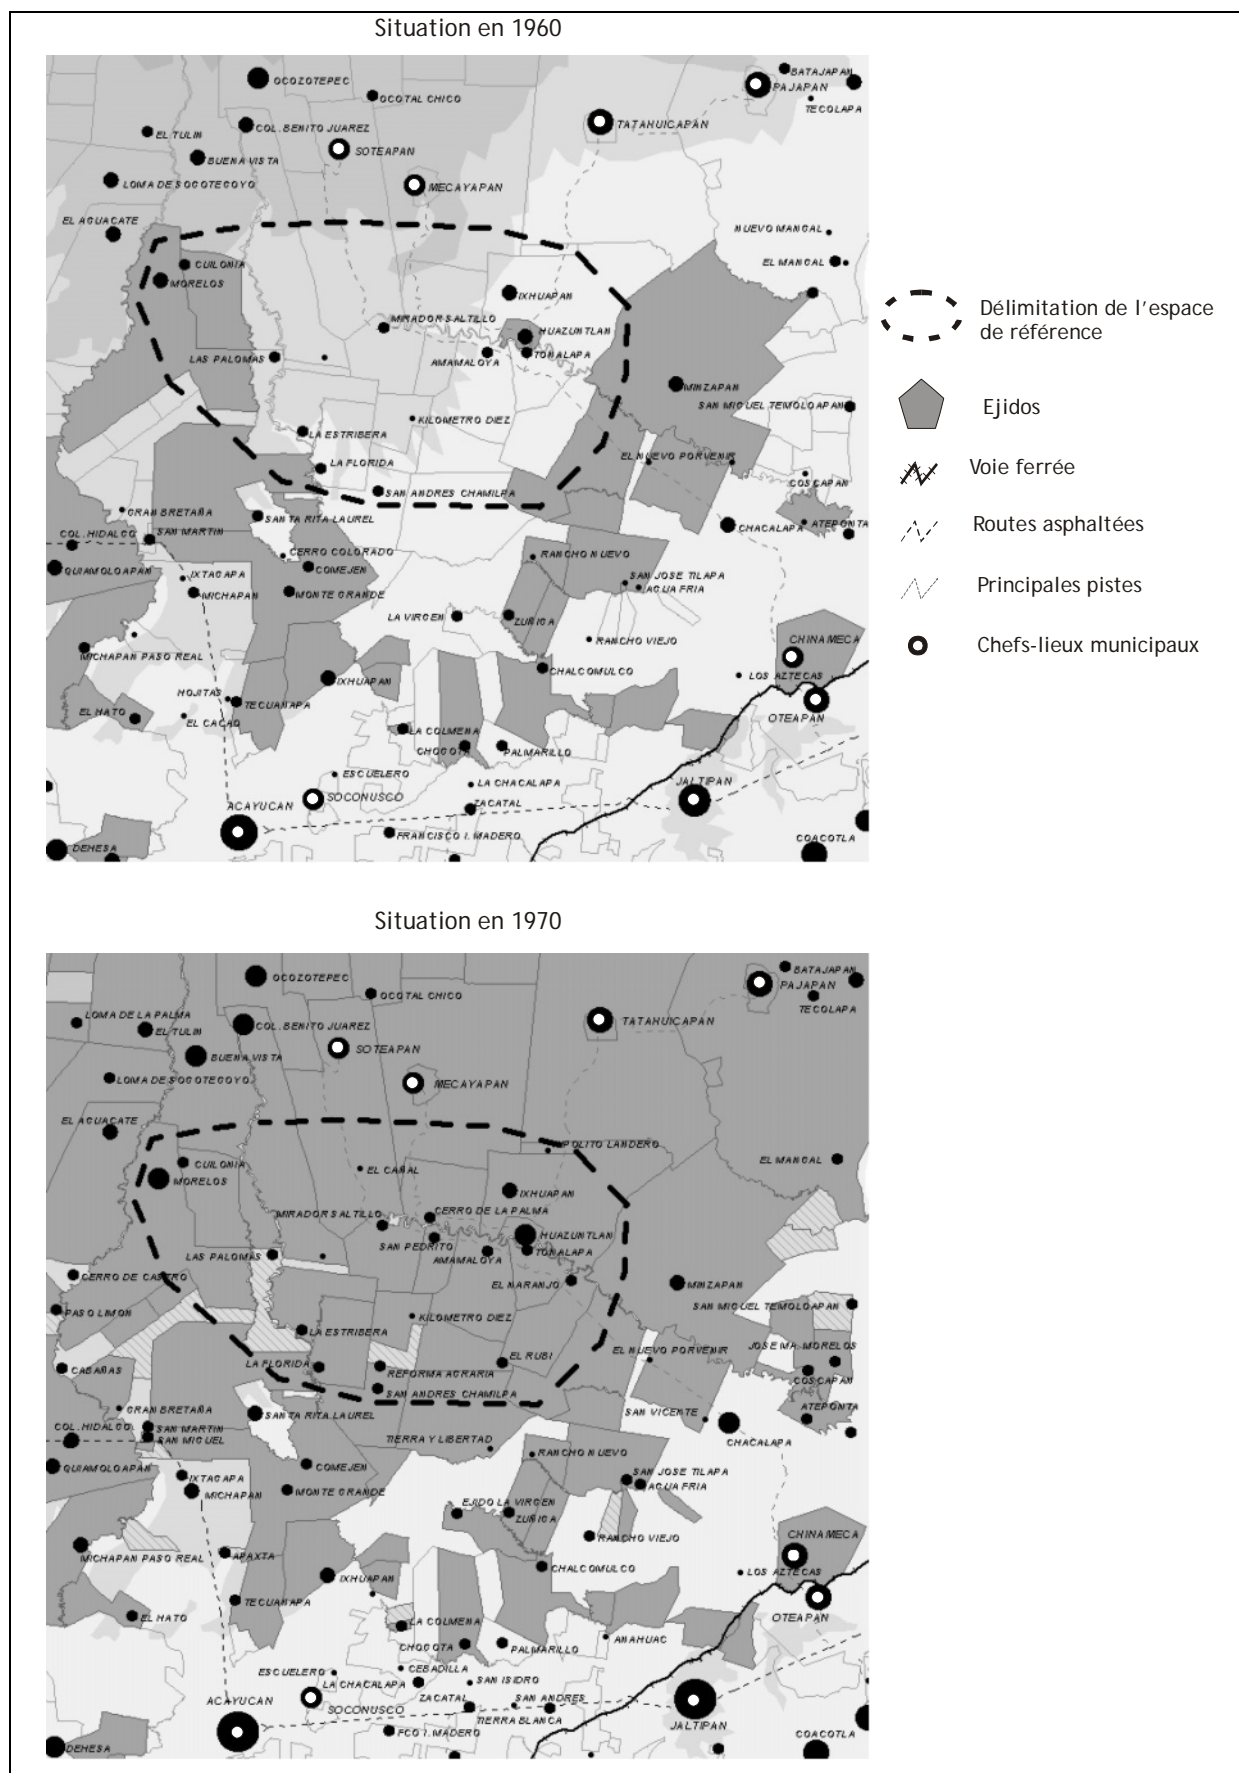 Situation en 1960
OCOZOTEPEC
BATAJAPAN
PAJAPAN
OCOTAL CHICO
TECOLAPA
EL TULIN
COL. BENITO JUAREZ
TATAHUICAPAN
BUENA VISTA
SOTEAPAN
LOMA DE SOCOTECOYO
MECAYAPAN
EL AGUACATE
NUEVO MANGAL
CUILONIA
EL MANGAL
MORELOS
IXHUAPAN
MIRADOR SALTILLO
HUAZUNTLAN
LAS PALOMAS
AMAMALOYA
TONALAPA
MINZAPAN
SAN MIGUEL TEMOLOAPAN
KILOMETRO DIEZ
LA ESTRIBERA
LA FLORIDA
EL NUEVO PORVENIR
SAN ANDRES CHAMILPA
COSCAPAN
GRAN BRETAÑA
SANTA RITA LAUREL
CHACALAPA
ATEPONTA
COL. HIDALGO
SAN MARTIN
CERRO COLORADO
RANCHO NUEVO
QUIAMOLOAPAN
IXTAGAPA
COMEJEN
SAN JOSE TILAPA
MICHAPAN
MONTE GRANDE
AGUA FRIA
LA VIRGEN
ZUÑIGA
RANCHO VIEJO
CHINAMECA
MICHAPAN PASO REAL
CHALCOMULCO
LOS AZTECAS
HOJITAS
IXHUAPAN
EL HATO
TECUANAPA
EL CACAO
OTEAPAN
LA COLMENA
CHOGOTA
PALMARILLO
ESCUELERO
LA CHACALAPA
JALTIPAN
ACAYUCAN
SOCONUSCO
ZACATAL
DEHESA
FRANCISCO I. MADERO
COACOTLA
Délimitation de l'espace
de référence
Ejidos
Voie ferrée
Routes asphaltées
Principales pistes
Chefs-lieux municipaux
Situation en 1970
OCOZOTEPEC
BATAJAPAN
PAJAPAN
OCOTAL CHICO
TECOLAPA
LOMA DE LA PALMA
EL TULIN
COL. BENITO JUAREZ
TATAHUICAPAN
BUENA VISTA
SOTEAPAN
LOMA DE SOCOTECOYO
MECAYAPAN
EL AGUACATE
POLITO LANDERO
CUILONIA
EL CAÑAL
EL MANGAL
MORELOS
IXHUAPAN
MIRADOR SALTILLO
CERRO DE LA PALMA
SAN PEDRITO
HUAZUNTLAN
LAS PALOMAS
AMAMALOYA
TONALAPA
CERRO DE CASTRO
EL NARANJO
MINZAPAN
PASO LIMON
SAN MIGUEL TEMOLOAPAN
KILOMETRO DIEZ
LA ESTRIBERA
JOSE MA. MORELOS
CABAÑAS
LA FLORIDA
EL RUBI
EL NUEVO PORVENIR
REFORMA AGRARIA
COSCAPAN
SAN ANDRES CHAMILPA
GRAN BRETAÑA
SANTA RITA LAUREL
SAN VICENTE
ATEPONTA
COL. HIDALGO
SAN MARTIN
SAN MIGUEL
TIERRA Y LIBERTAD
CHACALAPA
RANCHO NUEVO
QUIAMOLOAPAN
IXTAGAPA
COMEJEN
SAN JOSE TILAPA
MICHAPAN
MONTE GRANDE
AGUA FRIA
EJIDO LA VIRGEN
ZUÑIGA
RANCHO VIEJO
CHINAMECA
MICHAPAN PASO REAL
APAXTA
CHALCOMULCO
LOS AZTECAS
IXHUAPAN
TECUANAPA
EL HATO
OTEAPAN
LA COLMENA
CHOGOTA
PALMARILLO
ANAHUAC
ESCUELERO
CEBADILLA
LA CHACALAPA
SAN ISIDRO
ACAYUCAN
SOCONUSCO
ZACATAL
SAN ANDRES
TIERRA BLANCA
JALTIPAN
DEHESA
FCO I. MADERO
COACOTLA